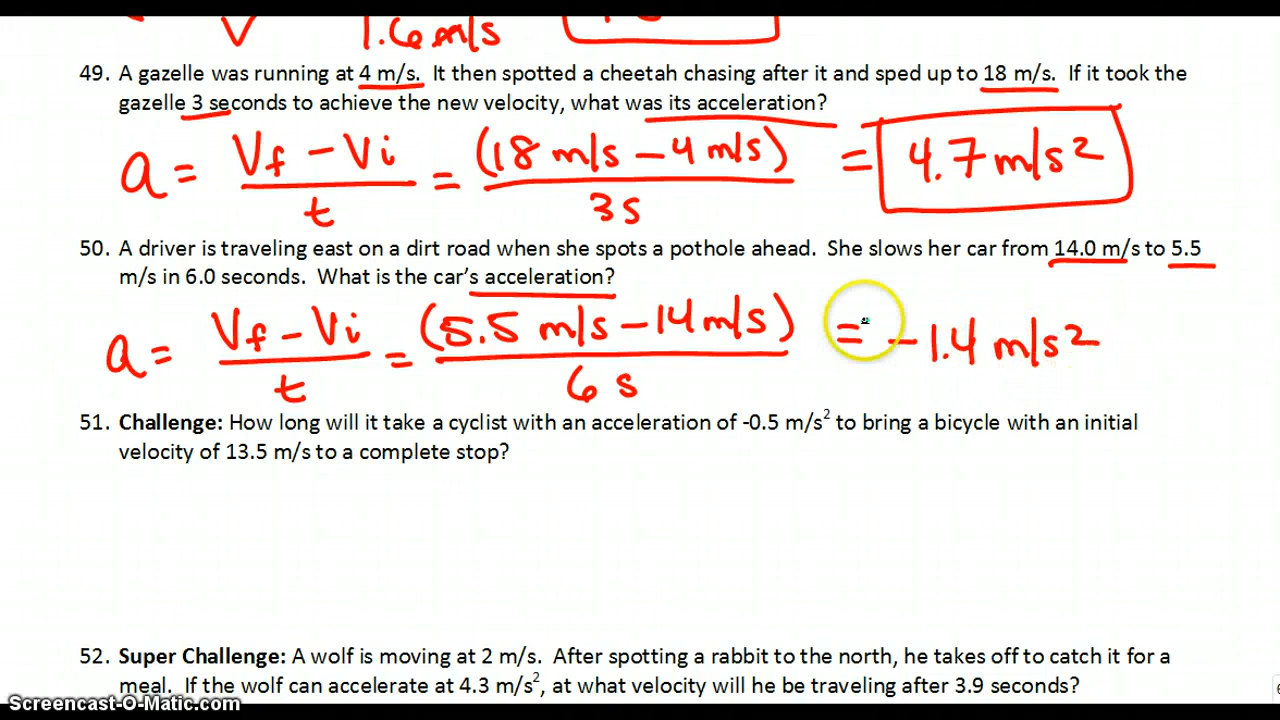 V 1.6 m/s
49. A gazelle was running at 4 m/s. It then spotted a cheetah chasing after it and sped up to 18 m/s. If it took the
gazelle 3 seconds to achieve the new velocity, what was its acceleration?
a = Vf - Vi / t = (18 m/s - 4 m/s) / 3s = 4.7 m/s²
50. A driver is traveling east on a dirt road when she spots a pothole ahead. She slows her car from 14.0 m/s to 5.5
m/s in 6.0 seconds. What is the car's acceleration?
a = Vf - Vi / t = (5.5 m/s - 14 m/s) / 6s = -1.4 m/s²
51. Challenge: How long will it take a cyclist with an acceleration of -0.5 m/s² to bring a bicycle with an initial
velocity of 13.5 m/s to a complete stop?
52. Super Challenge: A wolf is moving at 2 m/s. After spotting a rabbit to the north, he takes off to catch it for a
meal. If the wolf can accelerate at 4.3 m/s², at what velocity will he be traveling after 3.9 seconds?
Screencast-O-Matic.com